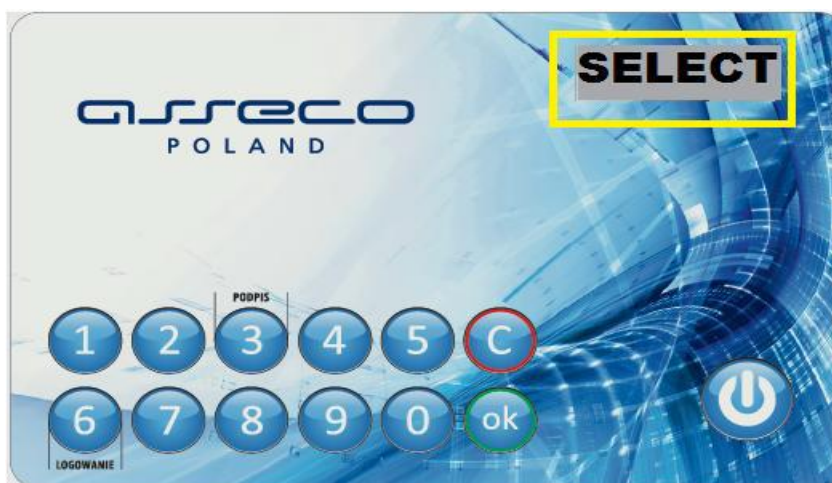 SELECT
asseco
POLAND
PODPIS
1 2 3 4 5 C
6 7 8 9 0 ok
LOGOWANIE